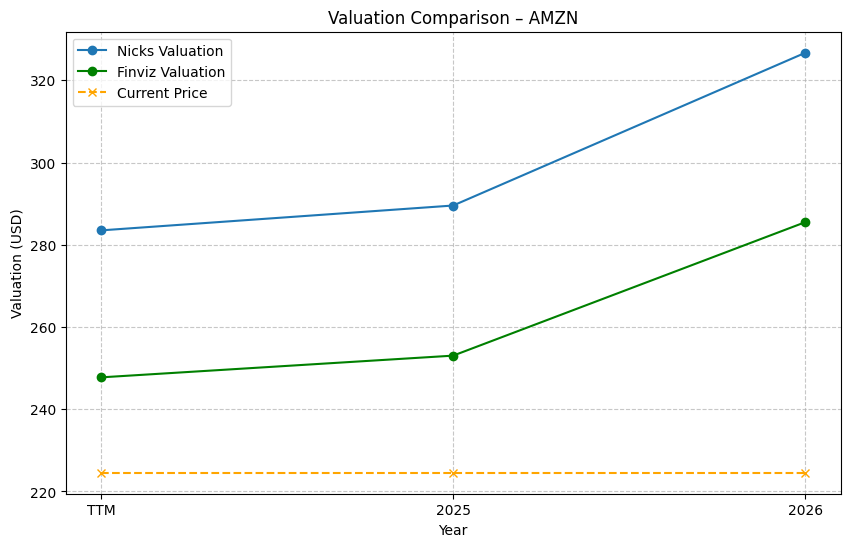 Valuation Comparison – AMZN
Nicks Valuation
Finviz Valuation
Current Price
Valuation (USD)
320
300
280
260
240
220
TTM
2025
2026
Year